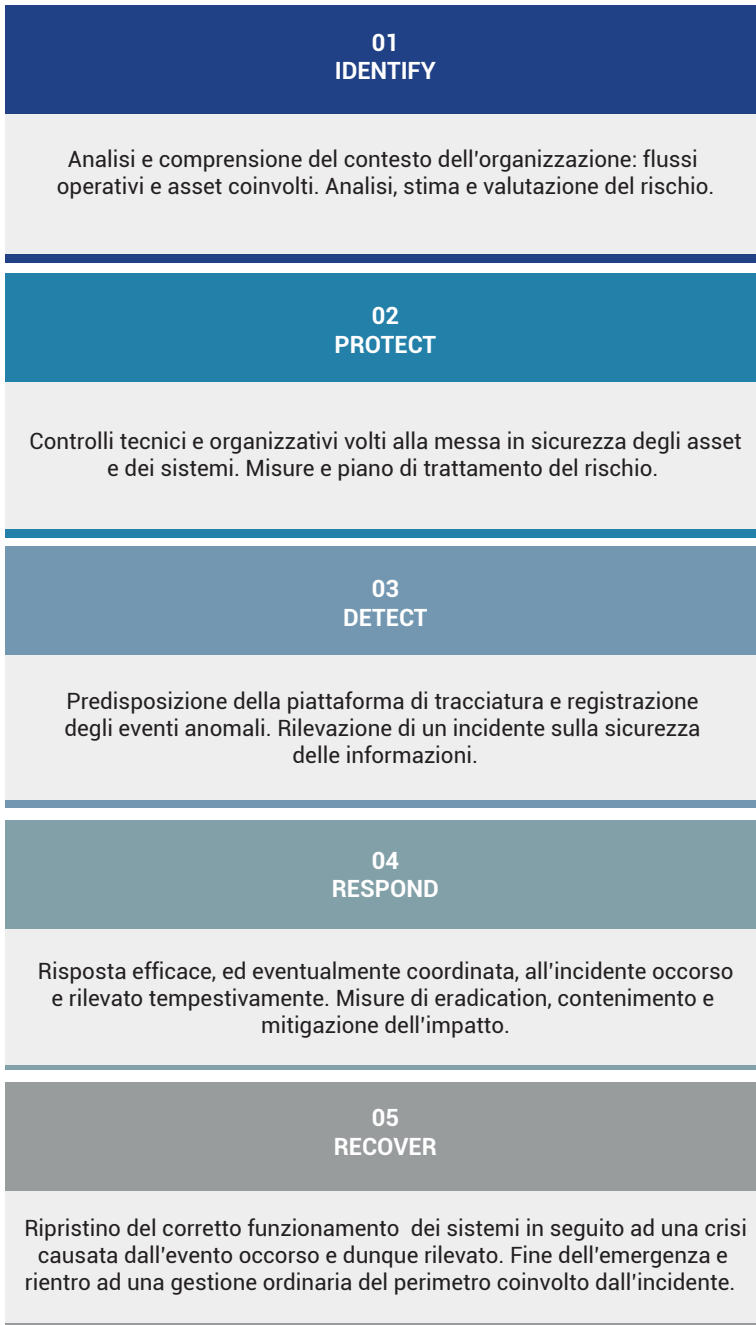 01
IDENTIFY
Analisi e comprensione del contesto dell'organizzazione: flussi
operativi e asset coinvolti. Analisi, stima e valutazione del rischio.
02
PROTECT
Controlli tecnici e organizzativi volti alla messa in sicurezza degli asset
e dei sistemi. Misure e piano di trattamento del rischio.
03
DETECT
Predisposizione della piattaforma di tracciatura e registrazione
degli eventi anomali. Rilevazione di un incidente sulla sicurezza
delle informazioni.
04
RESPOND
Risposta efficace, ed eventualmente coordinata, all'incidente occorso
e rilevato tempestivamente. Misure di eradication, contenimento e
mitigazione dell'impatto.
05
RECOVER
Ripristino del corretto funzionamento  dei sistemi in seguito ad una crisi
causata dall'evento occorso e dunque rilevato. Fine dell'emergenza e
rientro ad una gestione ordinaria del perimetro coinvolto dall'incidente.